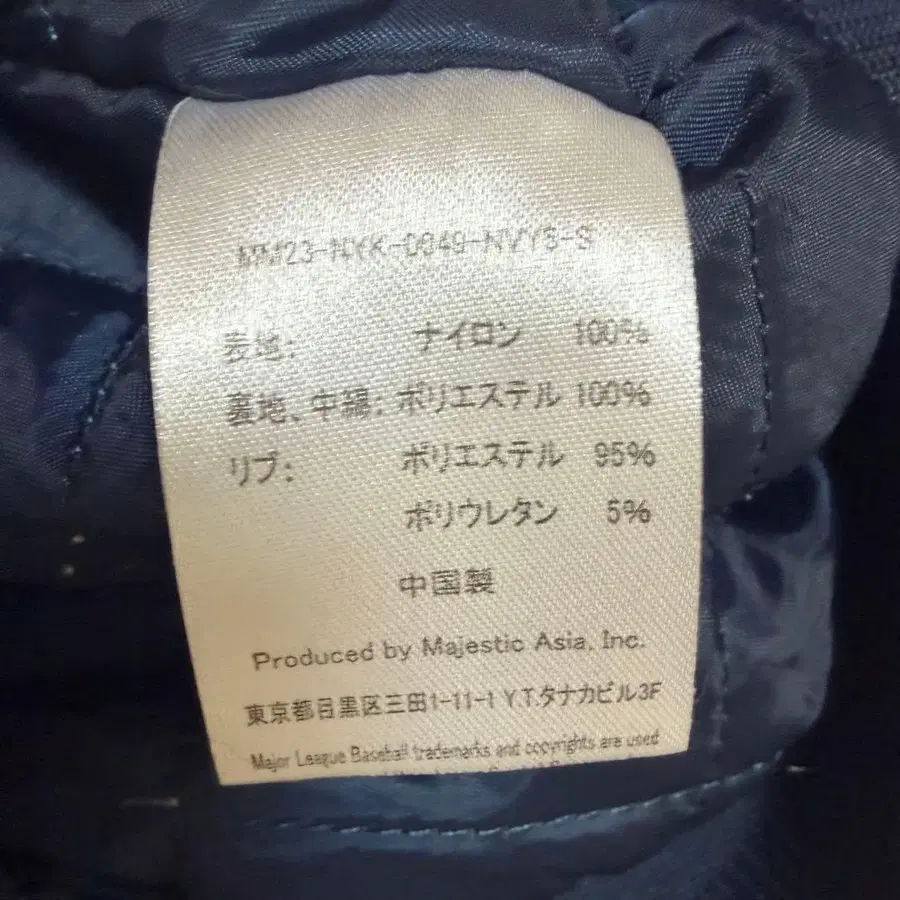 MM23-NYK-0049-NVYS-S
表地: ナイロン 100%
裏地、中綿: ポリエステル 100%
リブ: ポリエステル 95%
ポリウレタン 5%
中国製
Produced by Majestic Asia, Inc.
東京都目黒区三田1-11-1 Y.T.タナカビル3F
Major League Baseball trademarks and copyrights are used